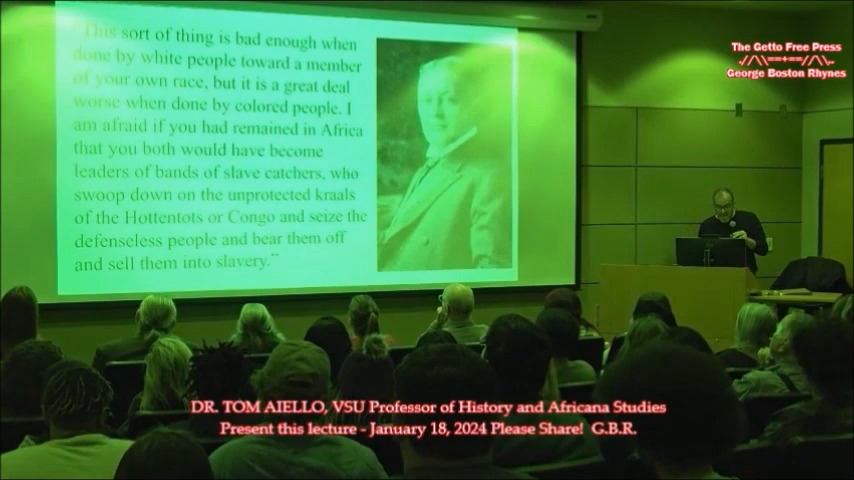 "This sort of thing is bad enough when
done by white people toward a member
of your own race, but it is a great deal
worse when done by colored people. I
am afraid if you had remained in Africa
that you both would have become
leaders of bands of slave catchers, who
swoop down on the unprotected kraals
of the Hottentots or Congo and seize the
defenseless people and bear them off
and sell them into slavery."
The Getto Free Press
George Boston Rhynes
DR. TOM AIELLO, VSU Professor of History and Africana Studies
Present this lecture - January 18, 2024 Please Share! G.B.R.